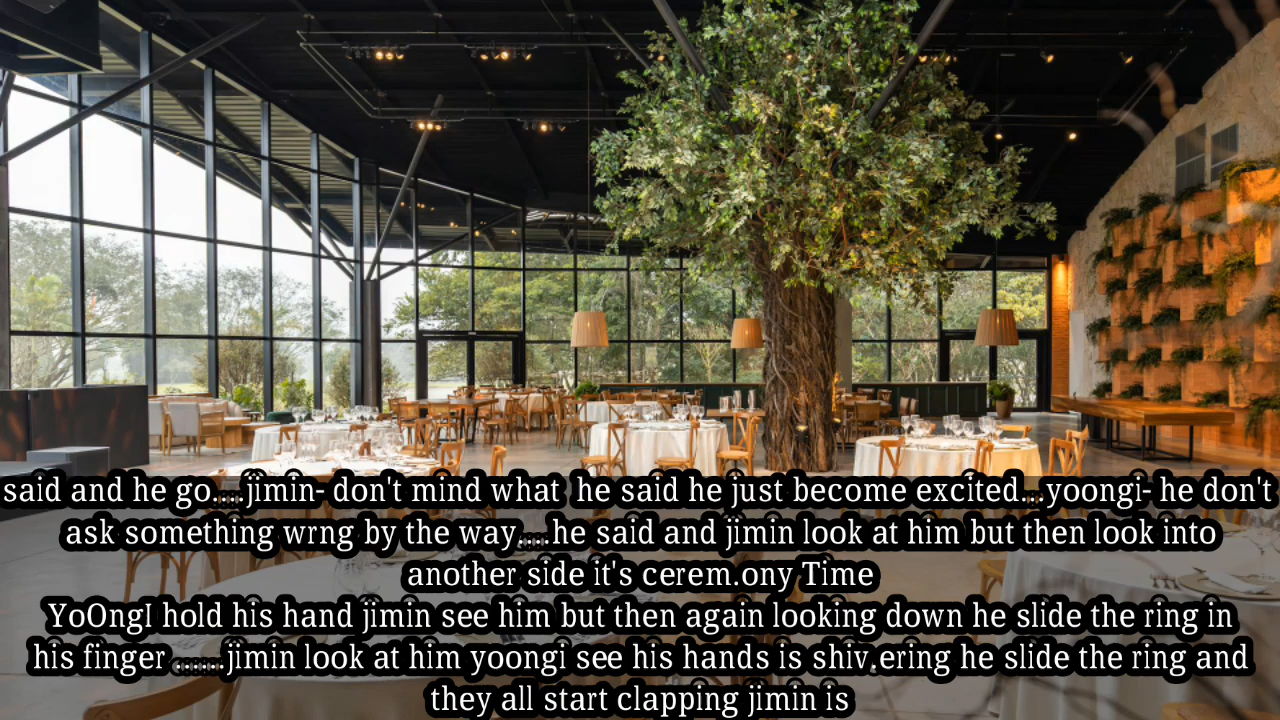 said and he go....jimin- don't mind what  he said he just become excited...yoongi- he don't
ask something wrng by the way.....he said and jimin look at him but then look into
another side it's cerem.ony Time
YoOngI hold his hand jimin see him but then again looking down he slide the ring in
his finger .......jimin look at him yoongi see his hands is shiv.ering he slide the ring and
they all start clapping jimin is